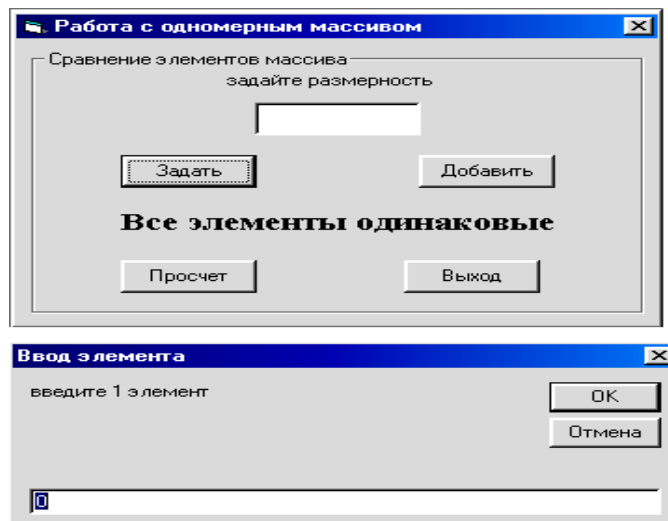 Работа с одномерным массивом
Сравнение элементов массива
задайте размерность
Задать
Добавить
Все элементы одинаковые
Просчет
Выход
Ввод элемента
введите 1 элемент
OK
Отмена
0